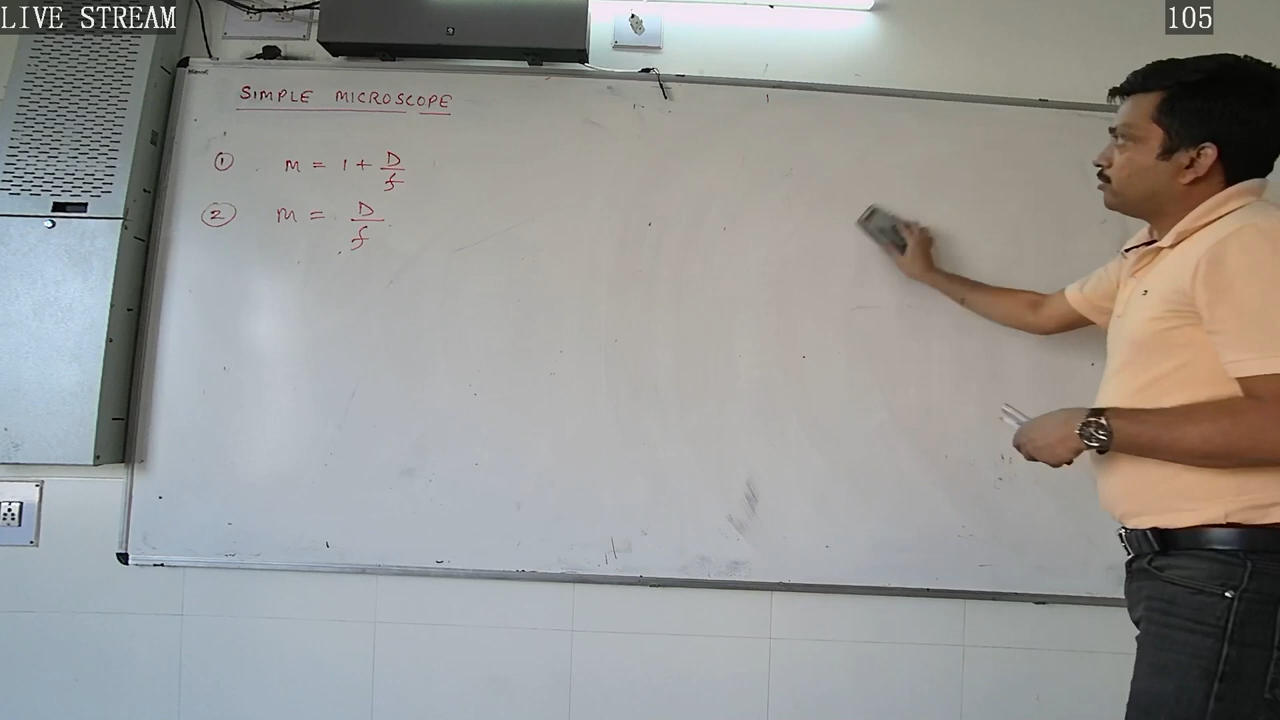 LIVE STREAM
105
SIMPLE MICROSCOPE
① M = 1 + D/f
② M = D/f